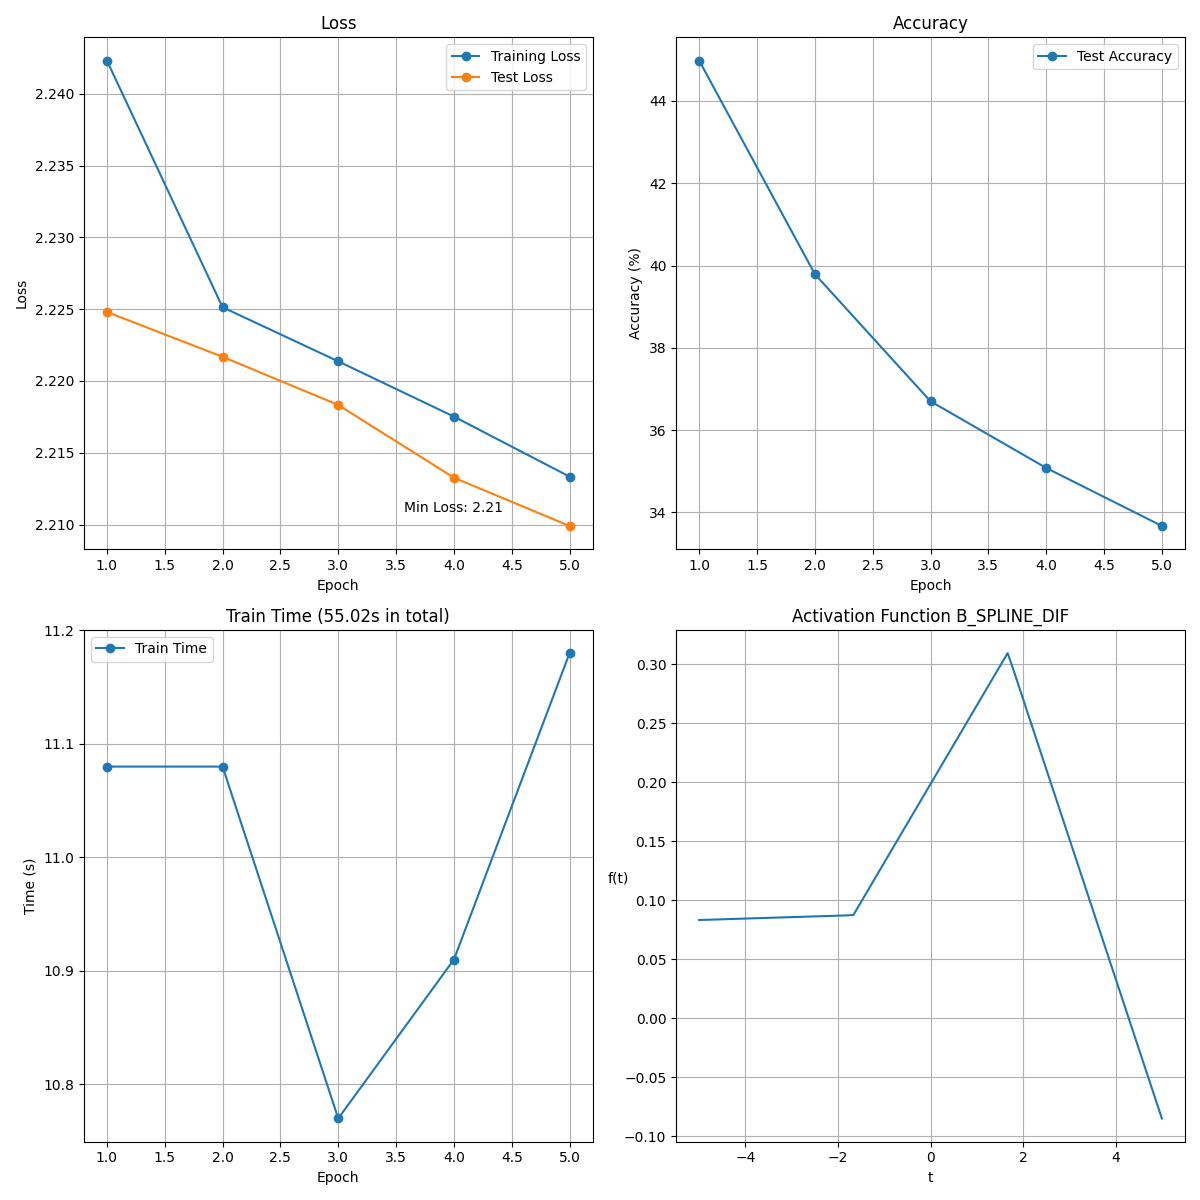 Loss
Training Loss
Test Loss
2.240
2.235
2.230
2.225
2.220
2.215
2.210
Loss
Min Loss: 2.21
1.0 1.5 2.0 2.5 3.0 3.5 4.0 4.5 5.0
Epoch
Accuracy
Test Accuracy
44
42
40
38
36
34
Accuracy (%)
1.0 1.5 2.0 2.5 3.0 3.5 4.0 4.5 5.0
Epoch
Train Time (55.02s in total)
Train Time
11.2
11.1
11.0
10.9
10.8
Time (s)
1.0 1.5 2.0 2.5 3.0 3.5 4.0 4.5 5.0
Epoch
Activation Function B_SPLINE_DIF
0.30
0.25
0.20
0.15
0.10
0.05
0.00
−0.05
−0.10
f(t)
−4 −2 0 2 4
t